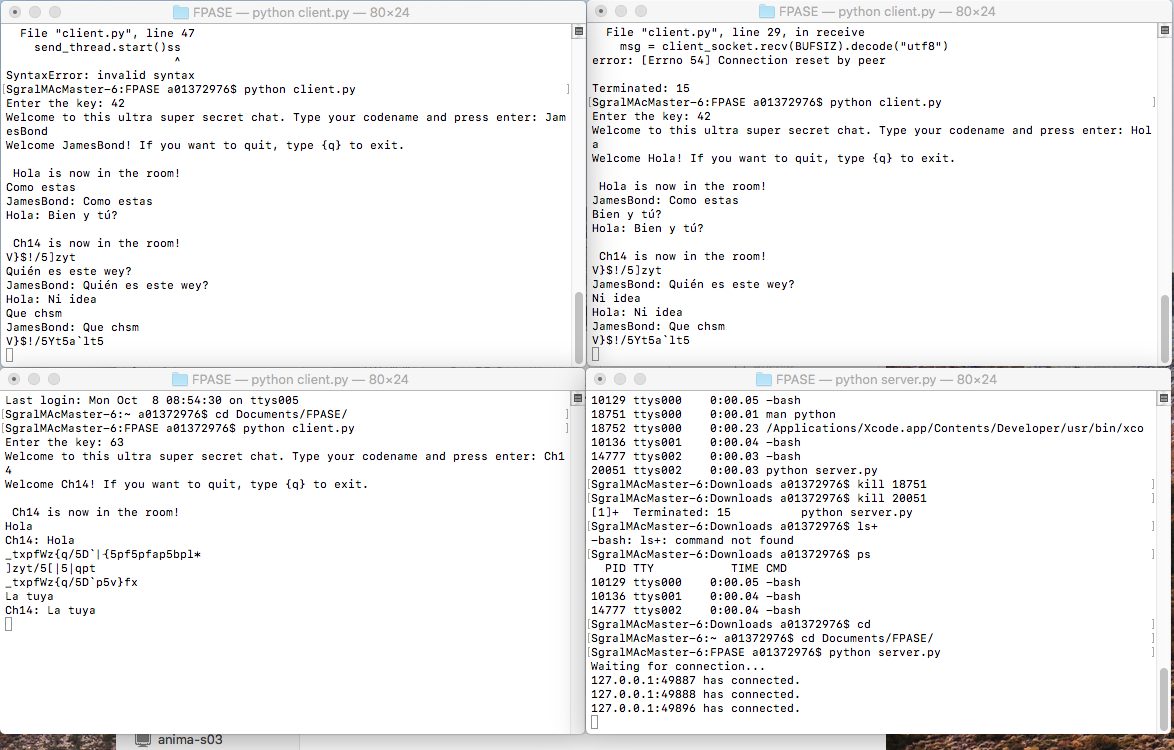 FPASE — python client.py — 80×24
File "client.py", line 47
send_thread.start()ss
^
SyntaxError: invalid syntax
[SgralMAcMaster-6:FPASE a01372976$ python client.py ]
Enter the key: 42
Welcome to this ultra super secret chat. Type your codename and press enter: Jam
esBond
Welcome JamesBond! If you want to quit, type {q} to exit.
Hola is now in the room!
Como estas
JamesBond: Como estas
Hola: Bien y tú?
Ch14 is now in the room!
V}$!/5]zyt
Quién es este wey?
JamesBond: Quién es este wey?
Hola: Ni idea
Que chsm
JamesBond: Que chsm
V}$!/5Yt5a`lt5
FPASE — python client.py — 80×24
File "client.py", line 29, in receive
msg = client_socket.recv(BUFSIZ).decode("utf8")
error: [Errno 54] Connection reset by peer
Terminated: 15
[SgralMAcMaster-6:FPASE a01372976$ python client.py ]
Enter the key: 42
Welcome to this ultra super secret chat. Type your codename and press enter: Hol
a
Welcome Hola! If you want to quit, type {q} to exit.
Hola is now in the room!
JamesBond: Como estas
Bien y tú?
Hola: Bien y tú?
Ch14 is now in the room!
V}$!/5]zyt
JamesBond: Quién es este wey?
Ni idea
Hola: Ni idea
JamesBond: Que chsm
V}$!/5Yt5a`lt5
FPASE — python client.py — 80×24
Last login: Mon Oct  8 08:54:30 on ttys005
[SgralMAcMaster-6:~ a01372976$ cd Documents/FPASE/ ]
[SgralMAcMaster-6:FPASE a01372976$ python client.py ]
Enter the key: 63
Welcome to this ultra super secret chat. Type your codename and press enter: Ch1
4
Welcome Ch14! If you want to quit, type {q} to exit.
Ch14 is now in the room!
Hola
Ch14: Hola
_txpfWz{q/5D`|{5pf5pfap5bpl*
]zyt/5[|5|qpt
_txpfWz{q/5D`p5v}fx
La tuya
Ch14: La tuya
FPASE — python server.py — 80×24
10129 ttys000    0:00.05 -bash
18751 ttys000    0:00.01 man python
18752 ttys000    0:00.23 /Applications/Xcode.app/Contents/Developer/usr/bin/xco
10136 ttys001    0:00.04 -bash
14777 ttys002    0:00.03 -bash
20051 ttys002    0:00.03 python server.py
[SgralMAcMaster-6:Downloads a01372976$ kill 18751 ]
[SgralMAcMaster-6:Downloads a01372976$ kill 20051 ]
[1]+  Terminated: 15          python server.py
[SgralMAcMaster-6:Downloads a01372976$ ls+ ]
-bash: ls+: command not found
[SgralMAcMaster-6:Downloads a01372976$ ps ]
PID TTY           TIME CMD
10129 ttys000    0:00.05 -bash
10136 ttys001    0:00.04 -bash
14777 ttys002    0:00.04 -bash
[SgralMAcMaster-6:Downloads a01372976$ cd ]
[SgralMAcMaster-6:~ a01372976$ cd Documents/FPASE/ ]
[SgralMAcMaster-6:FPASE a01372976$ python server.py ]
Waiting for connection...
127.0.0.1:49887 has connected.
127.0.0.1:49888 has connected.
127.0.0.1:49896 has connected.
anima-s03